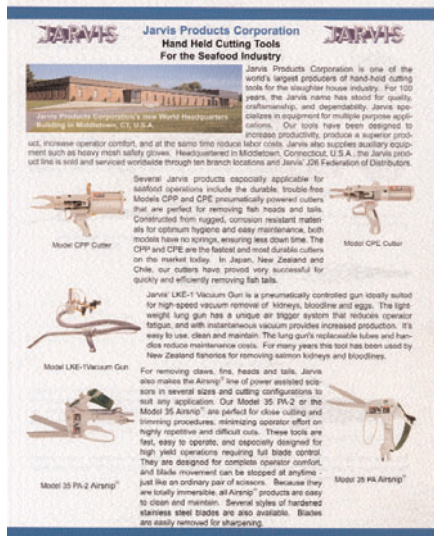 JARVIS
Jarvis Products Corporation
Hand Held Cutting Tools
For the Seafood Industry
JARVIS
Jarvis Products Corporation is one of the
world's largest producers of hand-held cutting
tools for the slaughter house industry. For 100
years, the Jarvis name has stood for quality,
craftsmanship, and dependability. Jarvis spe-
cializes in equipment for multiple purpose appli-
cations. Our tools have been designed to
increase productivity, produce a superior prod-
Jarvis Products Corporation's new World Headquarters
Building in Middletown, CT, U.S.A.
uct, increase operator comfort, and at the same time reduce labor costs. Jarvis also supplies auxiliary equip-
ment such as heavy mesh safety gloves. Headquartered in Middletown, Connecticut, U.S.A., the Jarvis prod-
uct line is sold and serviced worldwide through ten branch locations and Jarvis' J26 Federation of Distributors.
Several Jarvis products especially applicable for
seafood operations include the durable, trouble-free
Models CPP and CPE pneumatically powered cutters
that are perfect for removing fish heads and tails.
Constructed from rugged, corrosion resistant materi-
als for optimum hygiene and easy maintenance, both
models have no springs, ensuring less down time. The
CPP and CPE are the fastest and most durable cutters
on the market today. In Japan, New Zealand and
Chile, our cutters have proved very successful for
quickly and efficiently removing fish tails.
Model CPP Cutter
Model CPE Cutter
Jarvis' LKE-1 Vacuum Gun is a pneumatically controlled gun ideally suited
for high-speed vacuum removal of kidneys, bloodline and eggs. The light-
weight lung gun has a unique air trigger system that reduces operator
fatigue, and with instantaneous vacuum provides increased production. It's
easy to use, clean and maintain. The lung gun's replaceable tubes and han-
dles reduce maintenance costs. For many years this tool has been used by
New Zealand fisheries for removing salmon kidneys and bloodlines.
Model LKE-1Vacuum Gun
For removing claws, fins, heads and tails, Jarvis
also makes the Airsnip™ line of power assisted scis-
sors in several sizes and cutting configurations to
suit any application. Our Model 35 PA-2 or the
Model 35 Airsnip™ are perfect for close cutting and
trimming procedures, minimizing operator effort on
highly repetitive and difficult cuts. These tools are
fast, easy to operate, and especially designed for
high yield operations requiring full blade control.
They are designed for complete operator comfort,
and blade movement can be stopped at anytime -
just like an ordinary pair of scissors. Because they
are totally immersible, all Airsnip™ products are easy
to clean and maintain. Several styles of hardened
stainless steel blades are also available. Blades
are easily removed for sharpening.
Model 35 PA-2 Airsnip™
Model 35 PA Airsnip™